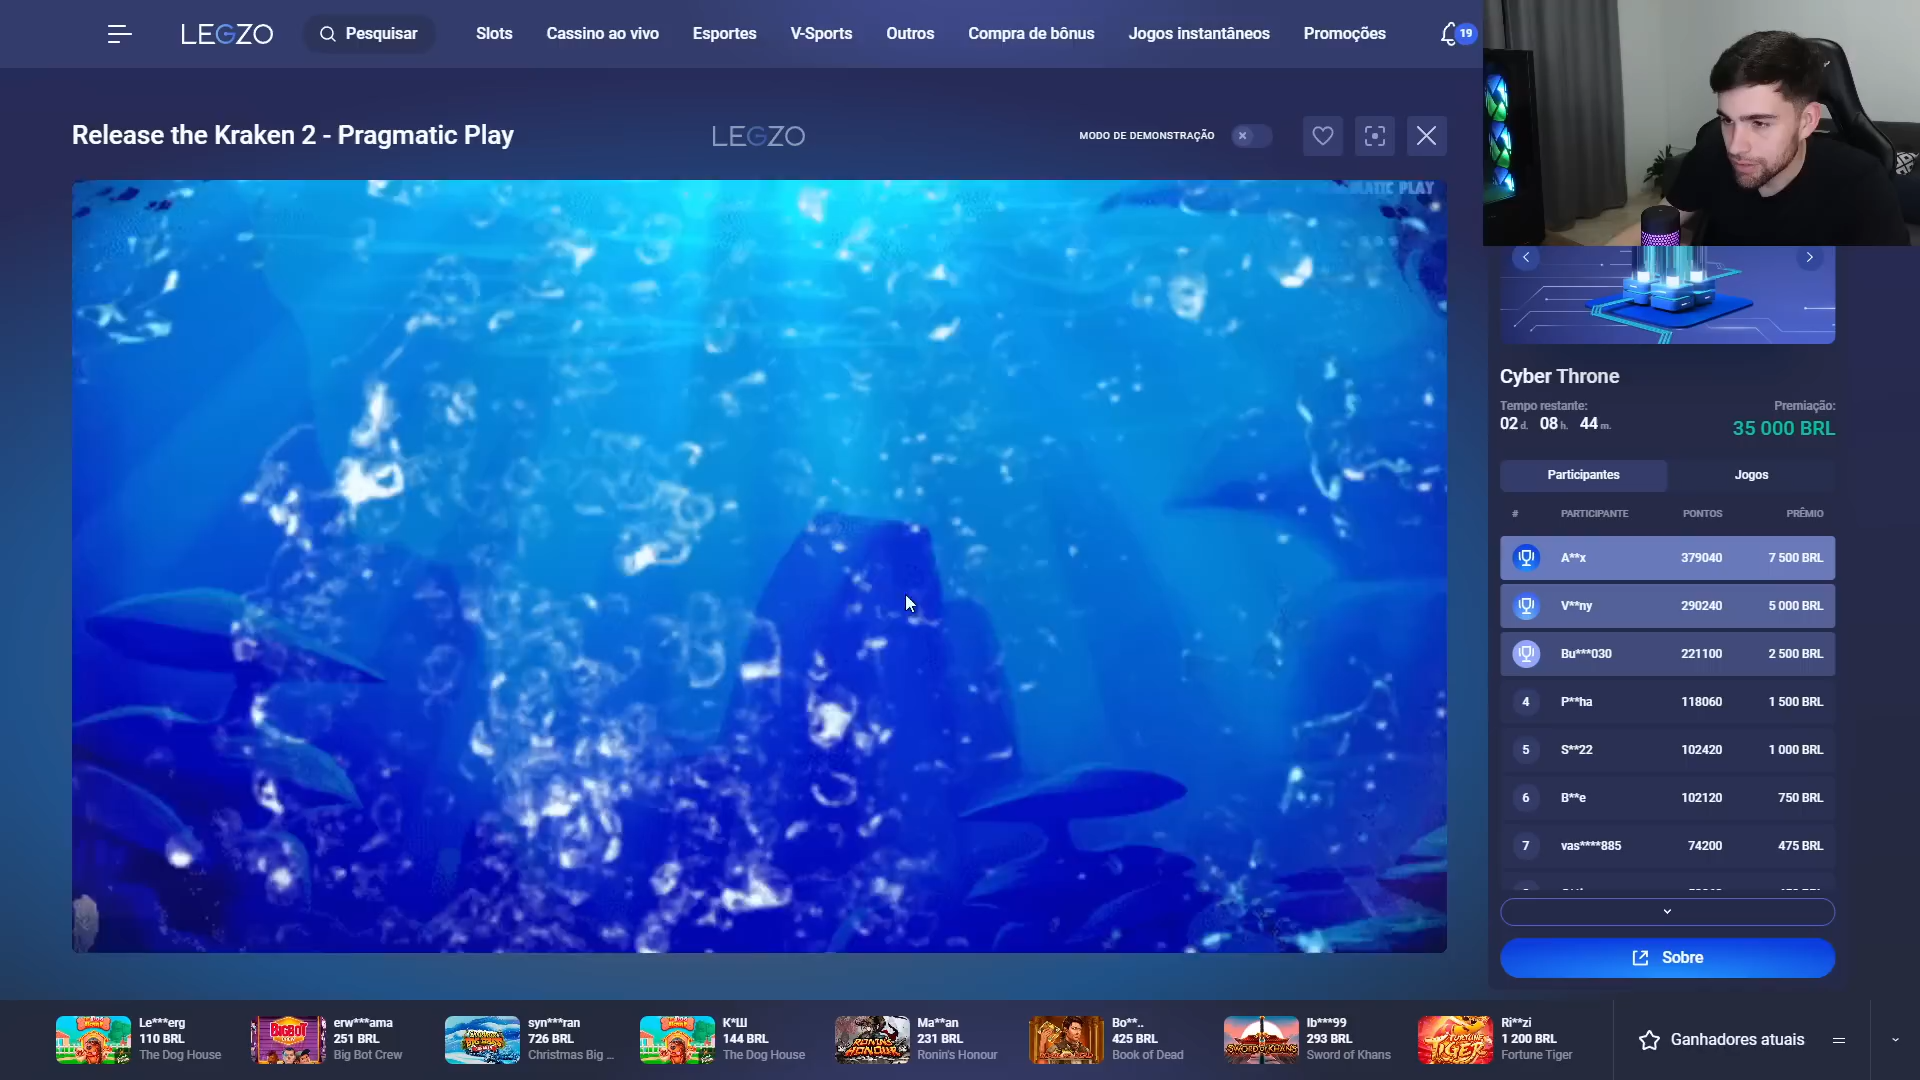 LEGZO
Pesquisar
Slots
Cassino ao vivo
Esportes
V-Sports
Outros
Compra de bônus
Jogos instantâneos
Promoções
19
Release the Kraken 2 - Pragmatic Play
LEGZO
MODO DE DEMONSTRAÇÃO
Cyber Throne
Tempo restante:
Premiação:
02 d. 08 h. 44 m.
35 000 BRL
Participantes
Jogos
# PARTICIPANTE PONTOS PRÊMIO
A**x 379040 7 500 BRL
V**ny 290240 5 000 BRL
Bu***030 221100 2 500 BRL
4 P**ha 118060 1 500 BRL
5 S**22 102420 1 000 BRL
6 B**e 102120 750 BRL
7 vas****885 74200 475 BRL
Sobre
Le***erg
110 BRL
The Dog House
erw***ama
251 BRL
Big Bot Crew
syn***ran
726 BRL
Christmas Big ...
К*Ш
144 BRL
The Dog House
Ma**an
231 BRL
Ronin's Honour
Bo**..
425 BRL
Book of Dead
Ib***99
293 BRL
Sword of Khans
Ri**zi
1 200 BRL
Fortune Tiger
Ganhadores atuais